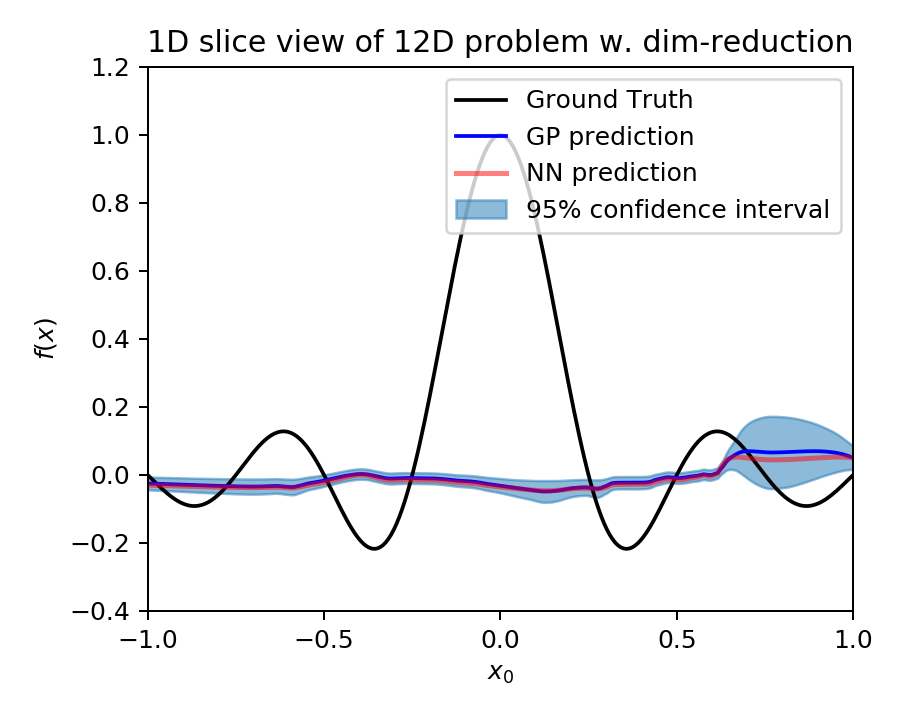 1D slice view of 12D problem w. dim-reduction
1.2
1.0
0.8
0.6
0.4
0.2
0.0
−0.2
−0.4
f(x)
Ground Truth
GP prediction
NN prediction
95% confidence interval
−1.0 −0.5 0.0 0.5 1.0
x₀